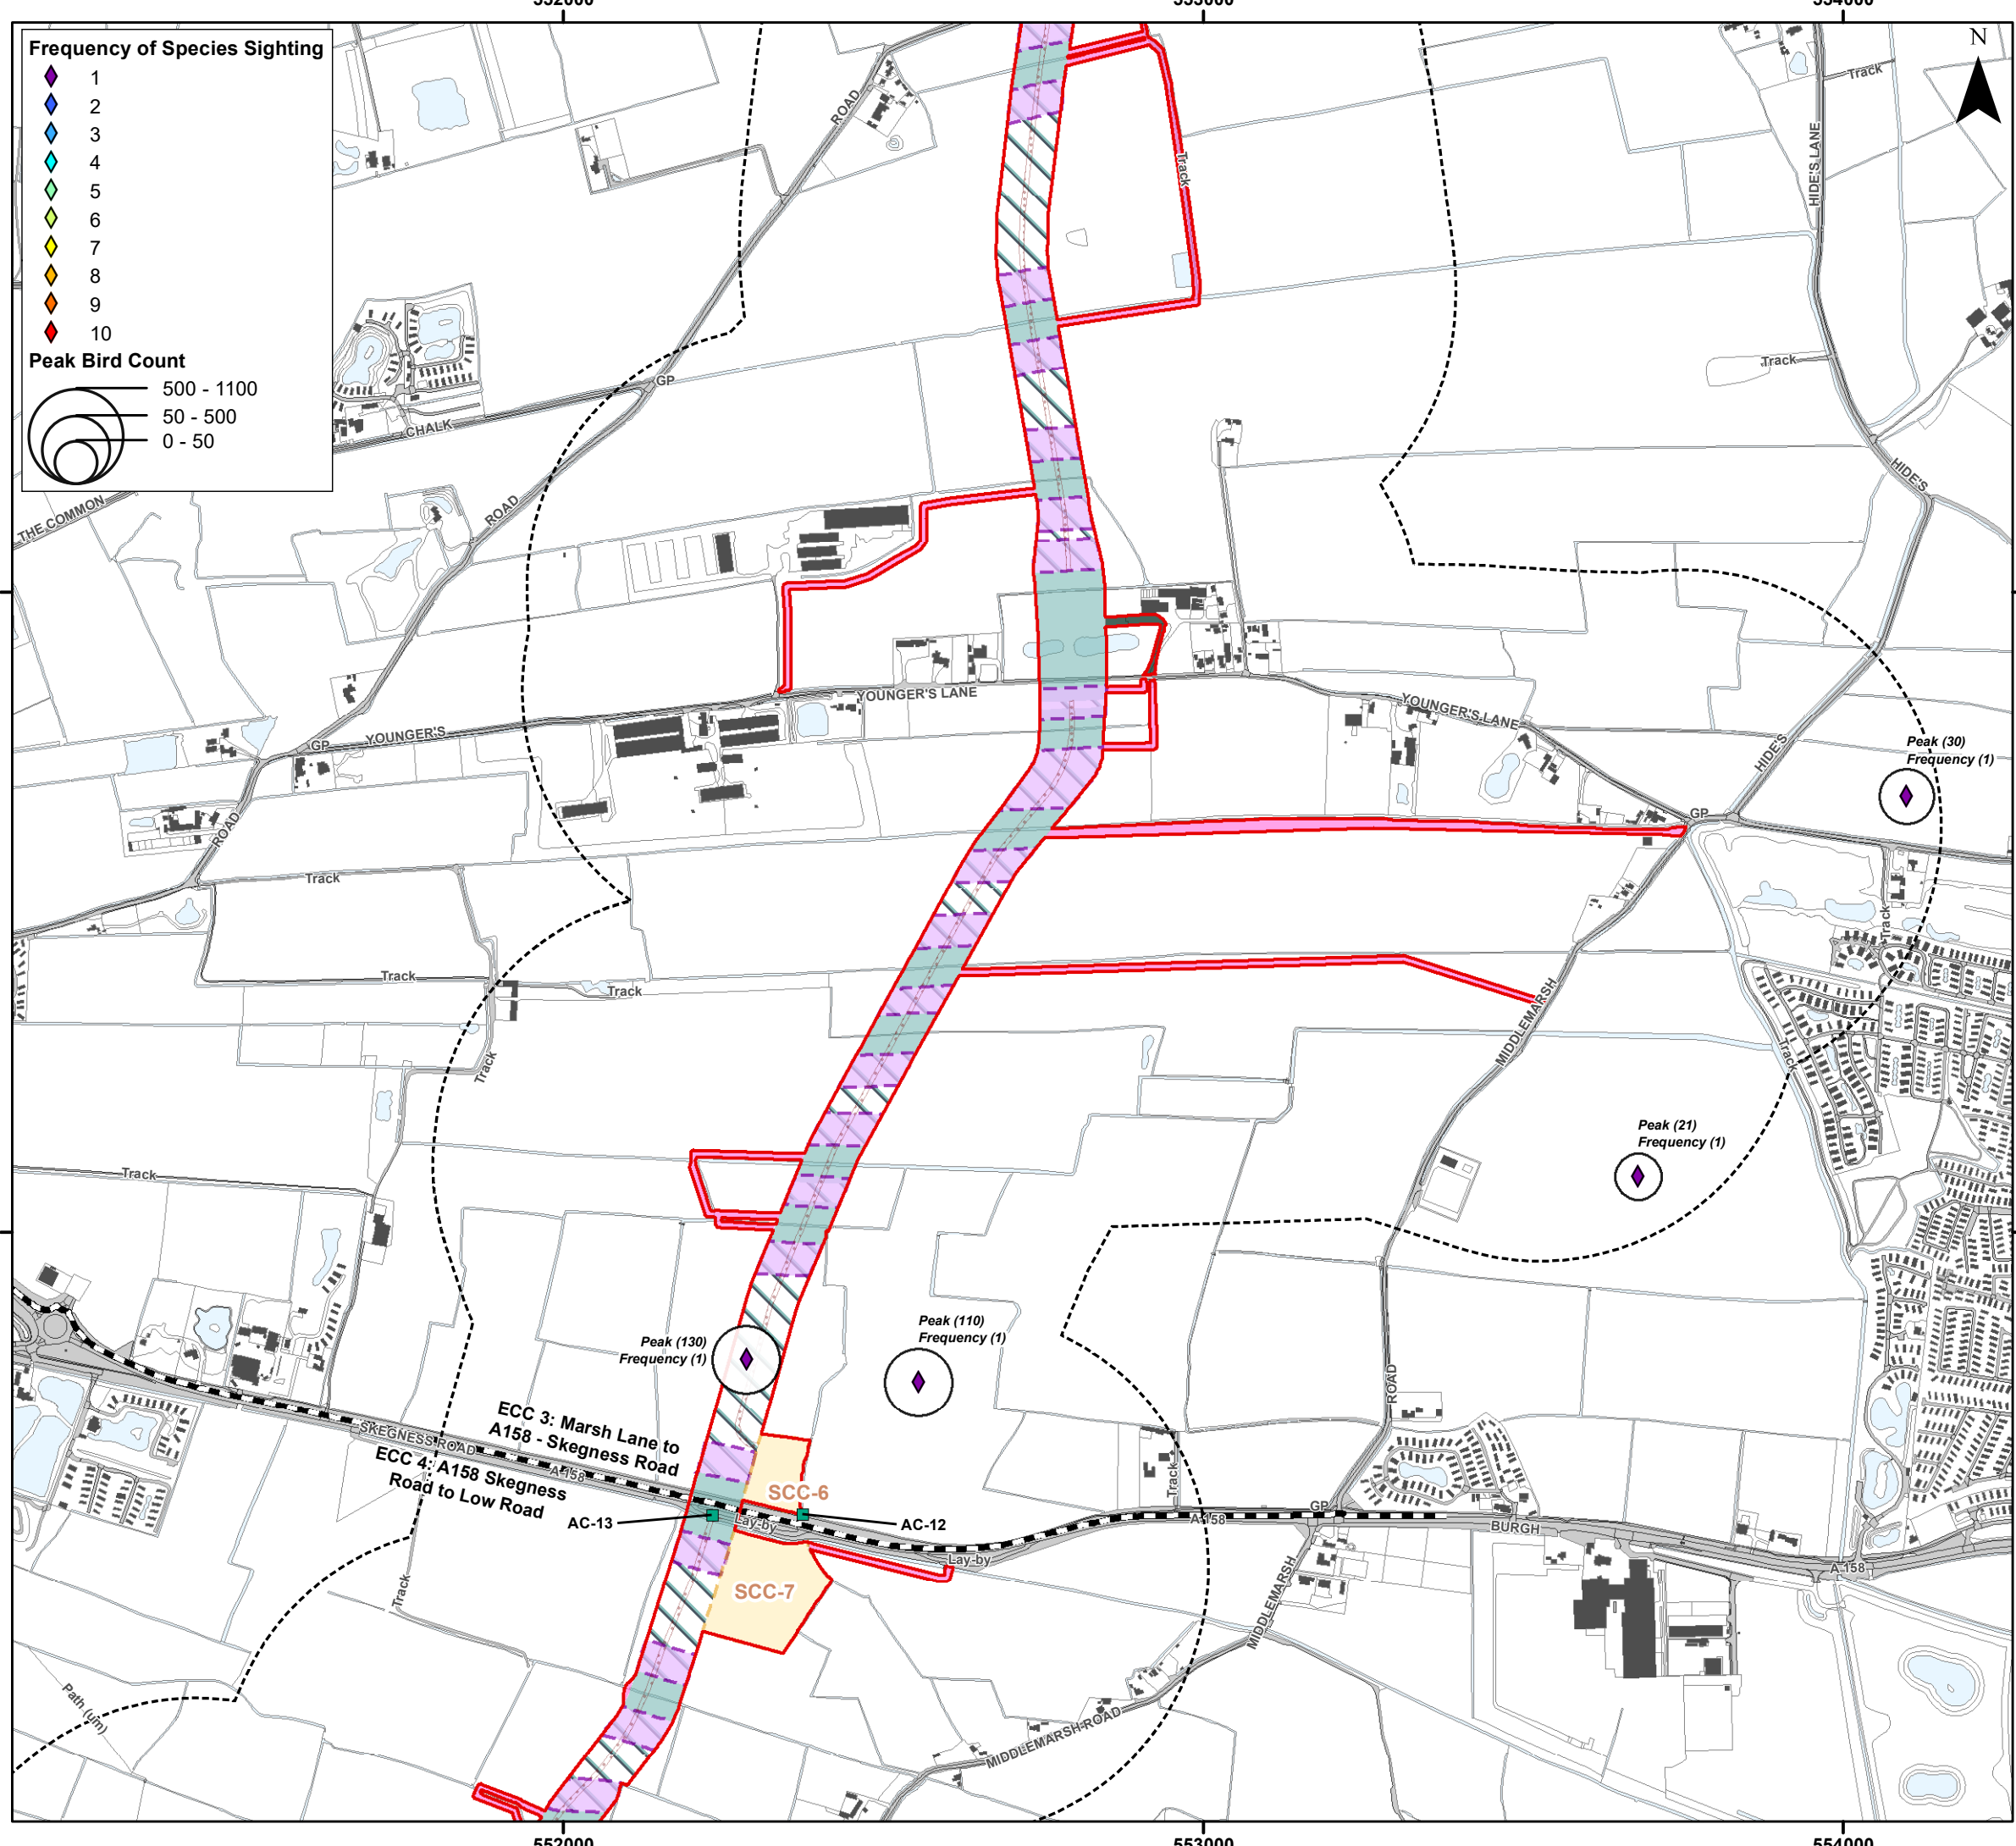 552000
553000
554000
Frequency of Species Sighting
1
2
3
4
5
6
7
8
9
10
Peak Bird Count
500 - 1100
50 - 500
0 - 50
N
ROAD
Track
Track
HIDE'S LANE
GP
CHALK
Track
THE COMMON
ROAD
HIDE'S
YOUNGER'S LANE
YOUNGER'S LANE
GP
YOUNGER'S
HIDE'S
Peak (30)
Frequency (1)
ROAD
GP
Track
Track
Track
Track
MIDDLEMARSH
Track
Track
Peak (21)
Frequency (1)
Track
Peak (110)
Frequency (1)
Peak (130)
Frequency (1)
ROAD
ECC 3: Marsh Lane to
A158 - Skegness Road
SKEGNESS ROAD
A 158
ECC 4: A158 Skegness
Road to Low Road
SCC-6
Track
GP
AC-13
Lay-by
AC-12
A 158
BURGH
Lay-by
A 158
SCC-7
Track
MIDDLEMARSH
Path (um)
MIDDLEMARSH ROAD
552000
553000
554000